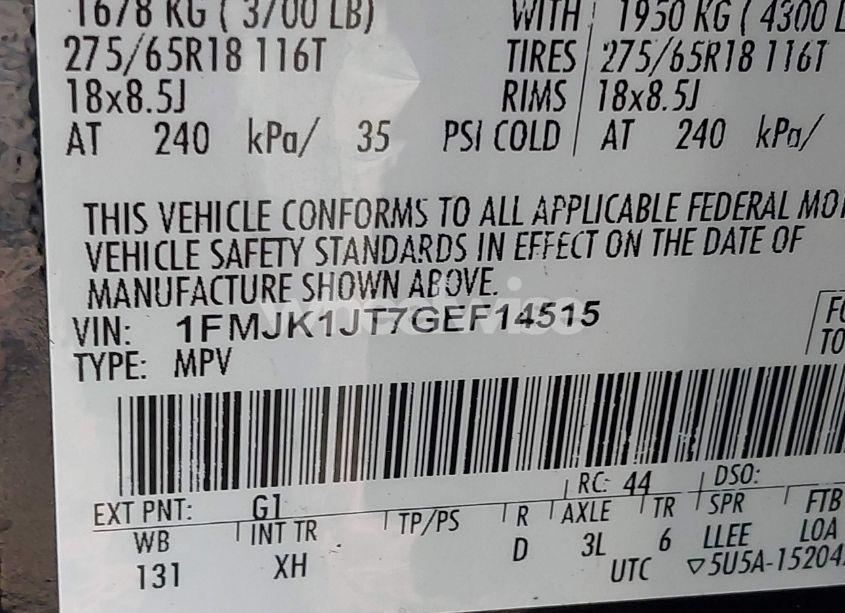 1678 KG ( 3700 LB) WITH 1950 KG ( 4300 L
275/65R18 116T TIRES 275/65R18 116T
18x8.5J RIMS 18x8.5J
AT 240 kPa/ 35 PSI COLD AT 240 kPa/
THIS VEHICLE CONFORMS TO ALL APPLICABLE FEDERAL MO
VEHICLE SAFETY STANDARDS IN EFFECT ON THE DATE OF
MANUFACTURE SHOWN ABOVE.
VIN: 1FMJK1JT7GEF14515 FO
TYPE: MPV TO
EXT PNT: G1 RC: 44 DSO:
WB INT TR TP/PS R AXLE TR SPR FTB
131 XH D 3L 6 LLEE LOA
UTC ▽5U5A-15204